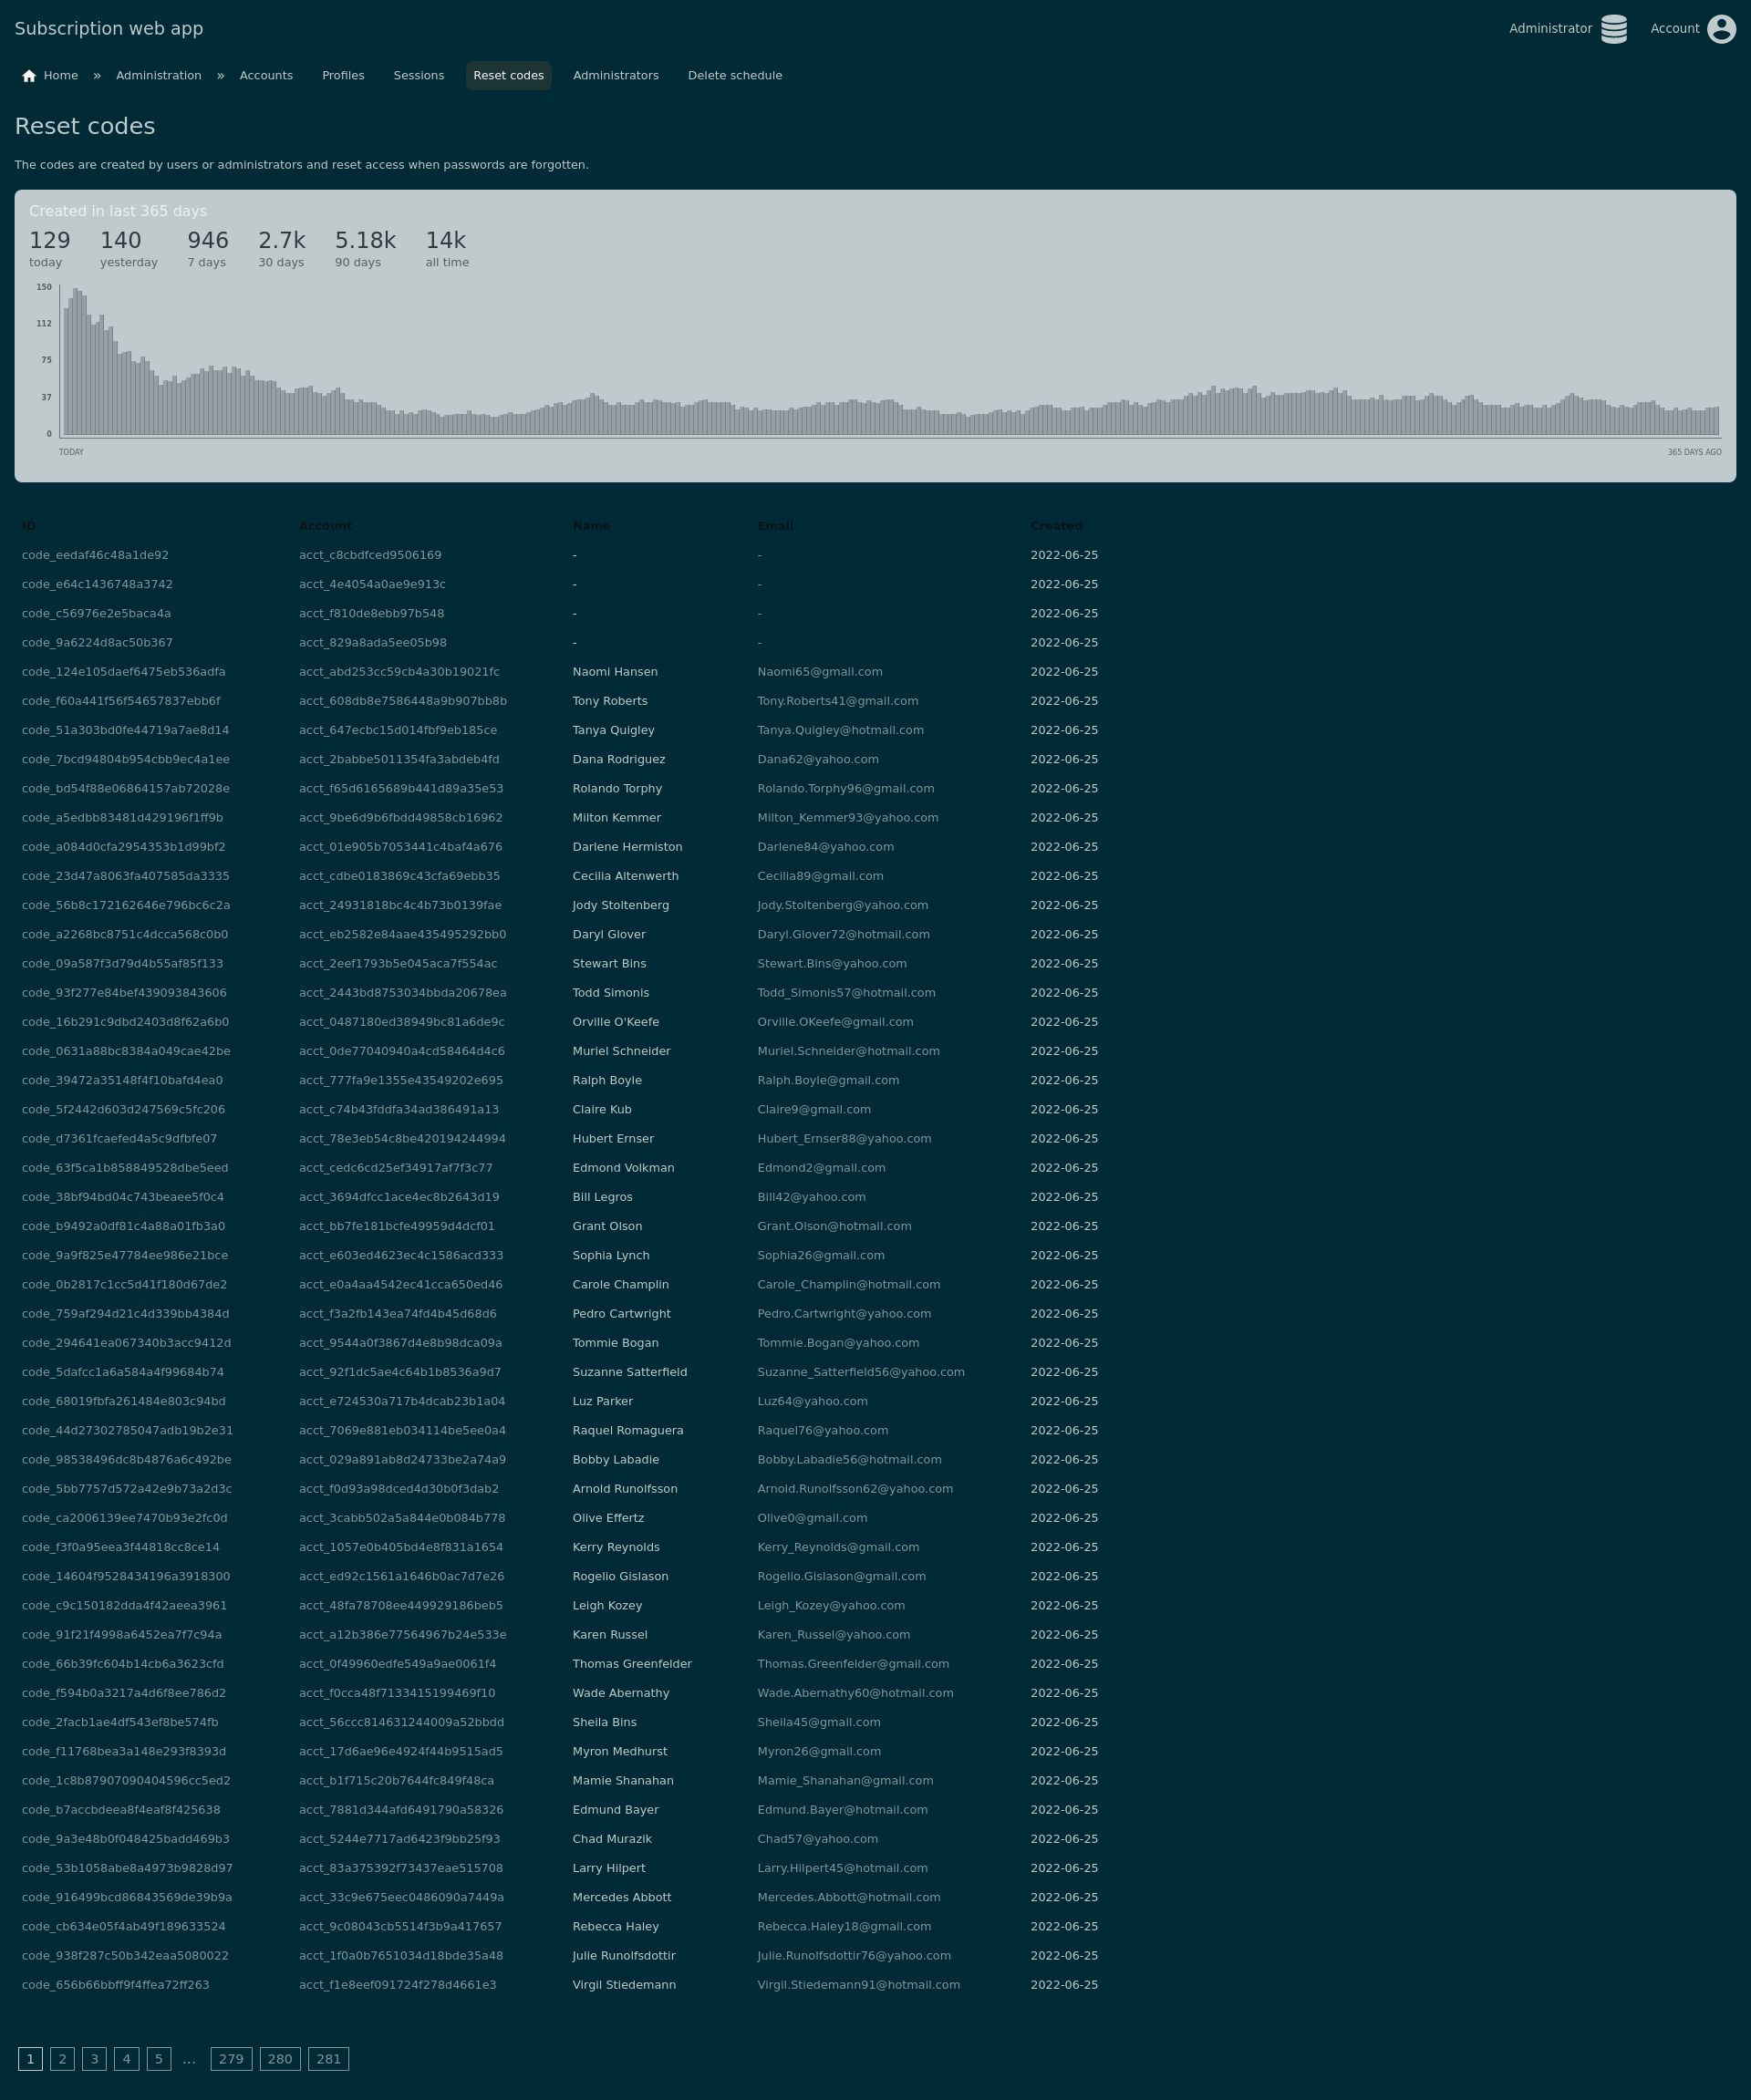 Subscription web app
Administrator Account
Home » Administration » Accounts Profiles Sessions Reset codes Administrators Delete schedule
Reset codes
The codes are created by users or administrators and reset access when passwords are forgotten.
Created in last 365 days
129 140 946 2.7k 5.18k 14k
today yesterday 7 days 30 days 90 days all time
150
112
75
37
0
TODAY 365 DAYS AGO
ID Account Name Email Created
code_eedaf46c48a1de92 acct_c8cbdfced9506169 - - 2022-06-25
code_e64c1436748a3742 acct_4e4054a0ae9e913c - - 2022-06-25
code_c56976e2e5baca4a acct_f810de8ebb97b548 - - 2022-06-25
code_9a6224d8ac50b367 acct_829a8ada5ee05b98 - - 2022-06-25
code_124e105daef6475eb536adfa acct_abd253cc59cb4a30b19021fc Naomi Hansen Naomi65@gmail.com 2022-06-25
code_f60a441f56f54657837ebb6f acct_608db8e7586448a9b907bb8b Tony Roberts Tony.Roberts41@gmail.com 2022-06-25
code_51a303bd0fe44719a7ae8d14 acct_647ecbc15d014fbf9eb185ce Tanya Quigley Tanya.Quigley@hotmail.com 2022-06-25
code_7bcd94804b954cbb9ec4a1ee acct_2babbe5011354fa3abdeb4fd Dana Rodriguez Dana62@yahoo.com 2022-06-25
code_bd54f88e06864157ab72028e acct_f65d6165689b441d89a35e53 Rolando Torphy Rolando.Torphy96@gmail.com 2022-06-25
code_a5edbb83481d429196f1ff9b acct_9be6d9b6fbdd49858cb16962 Milton Kemmer Milton_Kemmer93@yahoo.com 2022-06-25
code_a084d0cfa2954353b1d99bf2 acct_01e905b7053441c4baf4a676 Darlene Hermiston Darlene84@yahoo.com 2022-06-25
code_23d47a8063fa407585da3335 acct_cdbe0183869c43cfa69ebb35 Cecilia Altenwerth Cecilia89@gmail.com 2022-06-25
code_56b8c172162646e796bc6c2a acct_24931818bc4c4b73b0139fae Jody Stoltenberg Jody.Stoltenberg@yahoo.com 2022-06-25
code_a2268bc8751c4dcca568c0b0 acct_eb2582e84aae435495292bb0 Daryl Glover Daryl.Glover72@hotmail.com 2022-06-25
code_09a587f3d79d4b55af85f133 acct_2eef1793b5e045aca7f554ac Stewart Bins Stewart.Bins@yahoo.com 2022-06-25
code_93f277e84bef439093843606 acct_2443bd8753034bbda20678ea Todd Simonis Todd_Simonis57@hotmail.com 2022-06-25
code_16b291c9dbd2403d8f62a6b0 acct_0487180ed38949bc81a6de9c Orville O'Keefe Orville.OKeefe@gmail.com 2022-06-25
code_0631a88bc8384a049cae42be acct_0de77040940a4cd58464d4c6 Muriel Schneider Muriel.Schneider@hotmail.com 2022-06-25
code_39472a35148f4f10bafd4ea0 acct_777fa9e1355e43549202e695 Ralph Boyle Ralph.Boyle@gmail.com 2022-06-25
code_5f2442d603d247569c5fc206 acct_c74b43fddfa34ad386491a13 Claire Kub Claire9@gmail.com 2022-06-25
code_d7361fcaefed4a5c9dfbfe07 acct_78e3eb54c8be420194244994 Hubert Ernser Hubert_Ernser88@yahoo.com 2022-06-25
code_63f5ca1b858849528dbe5eed acct_cedc6cd25ef34917af7f3c77 Edmond Volkman Edmond2@gmail.com 2022-06-25
code_38bf94bd04c743beaee5f0c4 acct_3694dfcc1ace4ec8b2643d19 Bill Legros Bill42@yahoo.com 2022-06-25
code_b9492a0df81c4a88a01fb3a0 acct_bb7fe181bcfe49959d4dcf01 Grant Olson Grant.Olson@hotmail.com 2022-06-25
code_9a9f825e47784ee986e21bce acct_e603ed4623ec4c1586acd333 Sophia Lynch Sophia26@gmail.com 2022-06-25
code_0b2817c1cc5d41f180d67de2 acct_e0a4aa4542ec41cca650ed46 Carole Champlin Carole_Champlin@hotmail.com 2022-06-25
code_759af294d21c4d339bb4384d acct_f3a2fb143ea74fd4b45d68d6 Pedro Cartwright Pedro.Cartwright@yahoo.com 2022-06-25
code_294641ea067340b3acc9412d acct_9544a0f3867d4e8b98dca09a Tommie Bogan Tommie.Bogan@yahoo.com 2022-06-25
code_5dafcc1a6a584a4f99684b74 acct_92f1dc5ae4c64b1b8536a9d7 Suzanne Satterfield Suzanne_Satterfield56@yahoo.com 2022-06-25
code_68019fbfa261484e803c94bd acct_e724530a717b4dcab23b1a04 Luz Parker Luz64@yahoo.com 2022-06-25
code_44d27302785047adb19b2e31 acct_7069e881eb034114be5ee0a4 Raquel Romaguera Raquel76@yahoo.com 2022-06-25
code_98538496dc8b4876a6c492be acct_029a891ab8d24733be2a74a9 Bobby Labadie Bobby.Labadie56@hotmail.com 2022-06-25
code_5bb7757d572a42e9b73a2d3c acct_f0d93a98dced4d30b0f3dab2 Arnold Runolfsson Arnold.Runolfsson62@yahoo.com 2022-06-25
code_ca2006139ee7470b93e2fc0d acct_3cabb502a5a844e0b084b778 Olive Effertz Olive0@gmail.com 2022-06-25
code_f3f0a95eea3f44818cc8ce14 acct_1057e0b405bd4e8f831a1654 Kerry Reynolds Kerry_Reynolds@gmail.com 2022-06-25
code_14604f9528434196a3918300 acct_ed92c1561a1646b0ac7d7e26 Rogelio Gislason Rogelio.Gislason@gmail.com 2022-06-25
code_c9c150182dda4f42aeea3961 acct_48fa78708ee449929186beb5 Leigh Kozey Leigh_Kozey@yahoo.com 2022-06-25
code_91f21f4998a6452ea7f7c94a acct_a12b386e77564967b24e533e Karen Russel Karen_Russel@yahoo.com 2022-06-25
code_66b39fc604b14cb6a3623cfd acct_0f49960edfe549a9ae0061f4 Thomas Greenfelder Thomas.Greenfelder@gmail.com 2022-06-25
code_f594b0a3217a4d6f8ee786d2 acct_f0cca48f7133415199469f10 Wade Abernathy Wade.Abernathy60@hotmail.com 2022-06-25
code_2facb1ae4df543ef8be574fb acct_56ccc814631244009a52bbdd Sheila Bins Sheila45@gmail.com 2022-06-25
code_f11768bea3a148e293f8393d acct_17d6ae96e4924f44b9515ad5 Myron Medhurst Myron26@gmail.com 2022-06-25
code_1c8b87907090404596cc5ed2 acct_b1f715c20b7644fc849f48ca Mamie Shanahan Mamie_Shanahan@gmail.com 2022-06-25
code_b7accbdeea8f4eaf8f425638 acct_7881d344afd6491790a58326 Edmund Bayer Edmund.Bayer@hotmail.com 2022-06-25
code_9a3e48b0f048425badd469b3 acct_5244e7717ad6423f9bb25f93 Chad Murazik Chad57@yahoo.com 2022-06-25
code_53b1058abe8a4973b9828d97 acct_83a375392f73437eae515708 Larry Hilpert Larry.Hilpert45@hotmail.com 2022-06-25
code_916499bcd86843569de39b9a acct_33c9e675eec0486090a7449a Mercedes Abbott Mercedes.Abbott@hotmail.com 2022-06-25
code_cb634e05f4ab49f189633524 acct_9c08043cb5514f3b9a417657 Rebecca Haley Rebecca.Haley18@gmail.com 2022-06-25
code_938f287c50b342eaa5080022 acct_1f0a0b7651034d18bde35a48 Julie Runolfsdottir Julie.Runolfsdottir76@yahoo.com 2022-06-25
code_656b66bbff9f4ffea72ff263 acct_f1e8eef091724f278d4661e3 Virgil Stiedemann Virgil.Stiedemann91@hotmail.com 2022-06-25
1 2 3 4 5 … 279 280 281